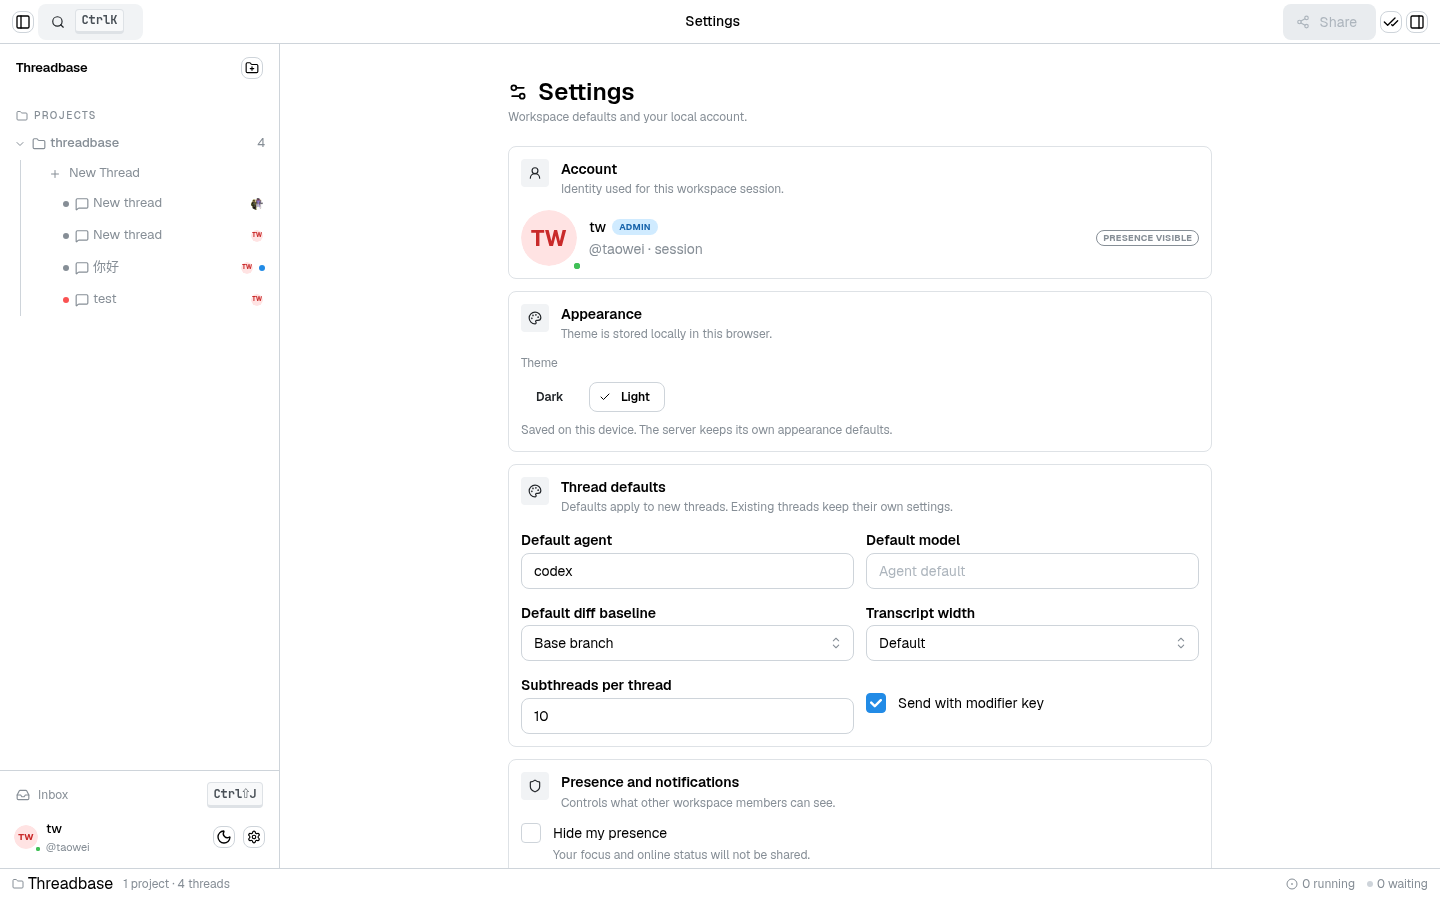 CtrlK
Settings
Share
Threadbase
PROJECTS
threadbase 4
New Thread
New thread
New thread TW
你好 TW
test TW
Settings
Workspace defaults and your local account.
Account
Identity used for this workspace session.
TW
tw ADMIN
@taowei · session
PRESENCE VISIBLE
Appearance
Theme is stored locally in this browser.
Theme
Dark Light
Saved on this device. The server keeps its own appearance defaults.
Thread defaults
Defaults apply to new threads. Existing threads keep their own settings.
Default agent
codex
Default model
Agent default
Default diff baseline
Base branch
Transcript width
Default
Subthreads per thread
10
Send with modifier key
Presence and notifications
Controls what other workspace members can see.
Hide my presence
Your focus and online status will not be shared.
Inbox Ctrl⇧J
TW
tw
@taowei
Threadbase 1 project · 4 threads
0 running 0 waiting